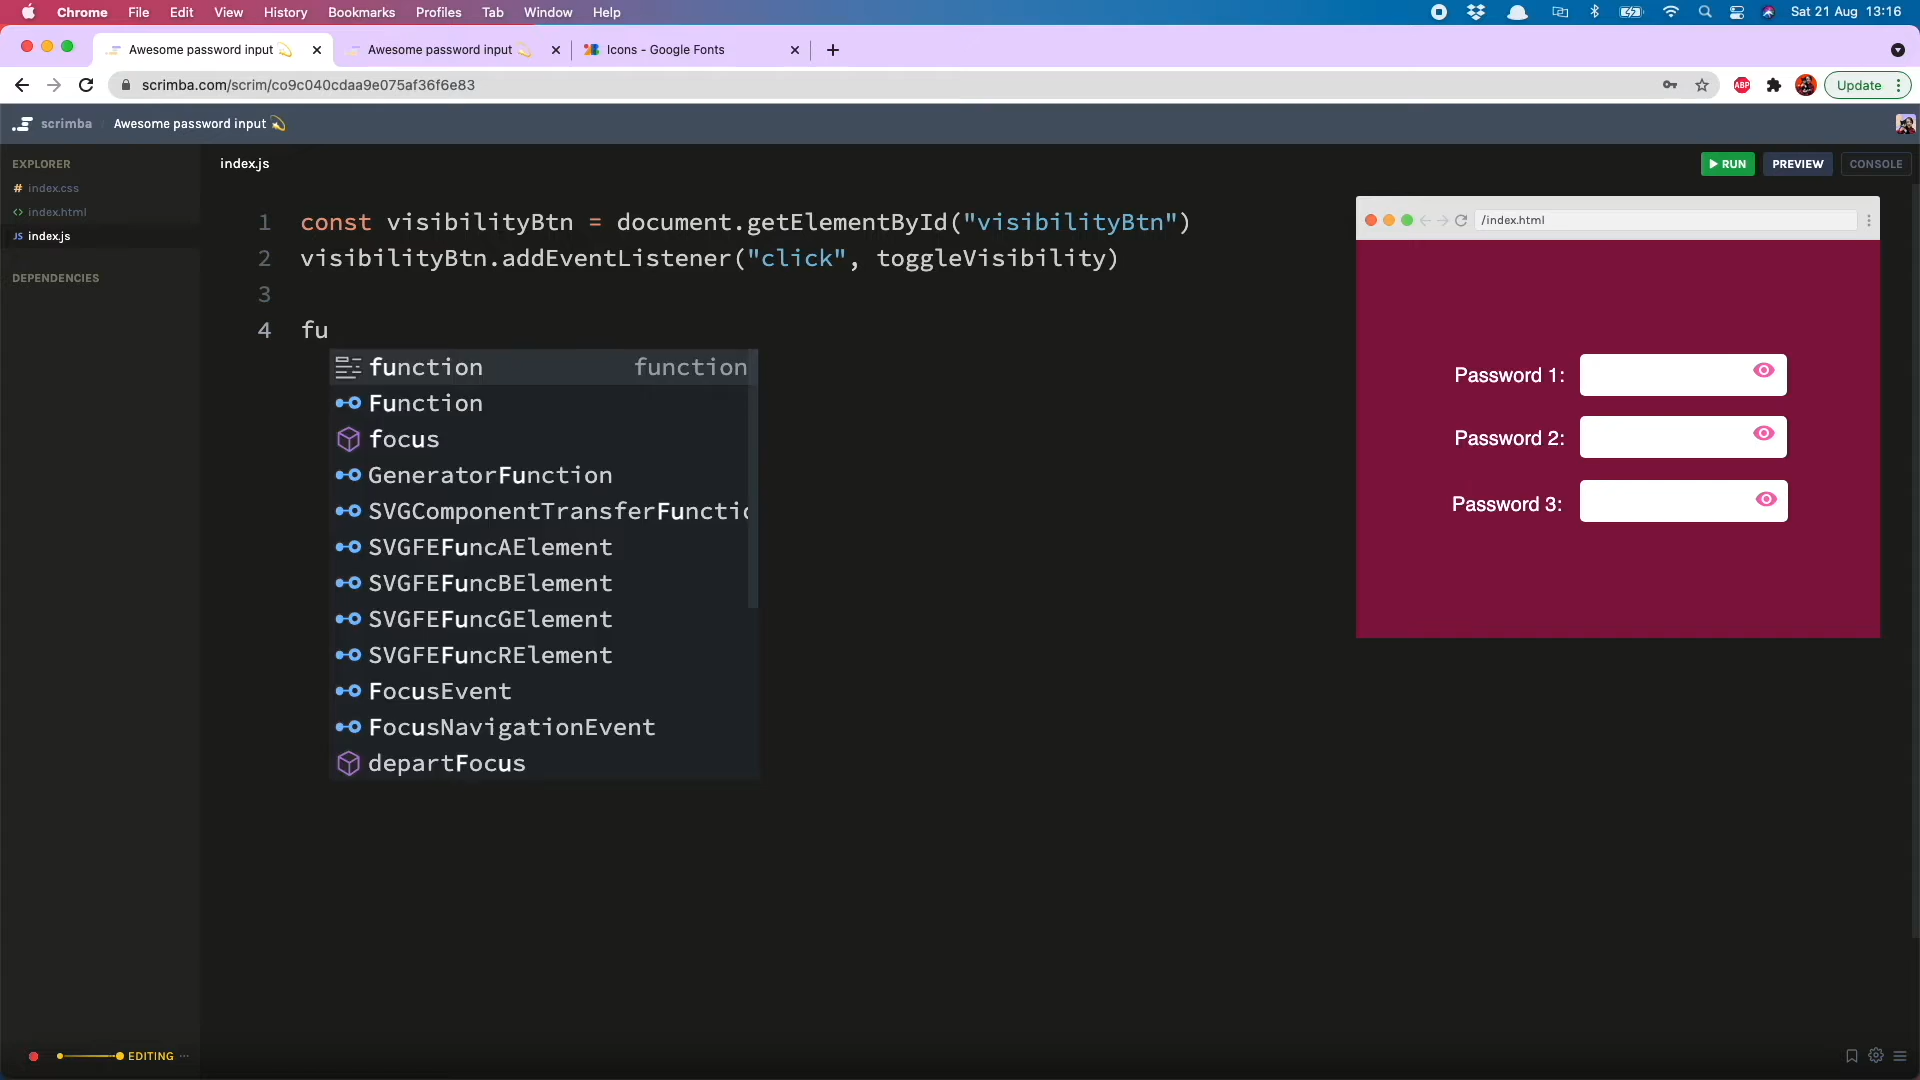 Chrome File Edit View History Bookmarks Profiles Tab Window Help Sat 21 Aug 13:16
Awesome password input 💫 Awesome password input 💫 Icons - Google Fonts
scrimba.com/scrim/co9c040cdaa9e075af36f6e83 ABP Update
scrimba / Awesome password input 💫
EXPLORER index.js RUN PREVIEW CONSOLE
# index.css
<> index.html
JS index.js
DEPENDENCIES
1 const visibilityBtn = document.getElementById("visibilityBtn")
2 visibilityBtn.addEventListener("click", toggleVisibility)
3
4 fu
function function
Function
focus
GeneratorFunction
SVGComponentTransferFunctio
SVGFEFuncAElement
SVGFEFuncBElement
SVGFEFuncGElement
SVGFEFuncRElement
FocusEvent
FocusNavigationEvent
departFocus
/index.html
Password 1:
Password 2:
Password 3:
EDITING ...